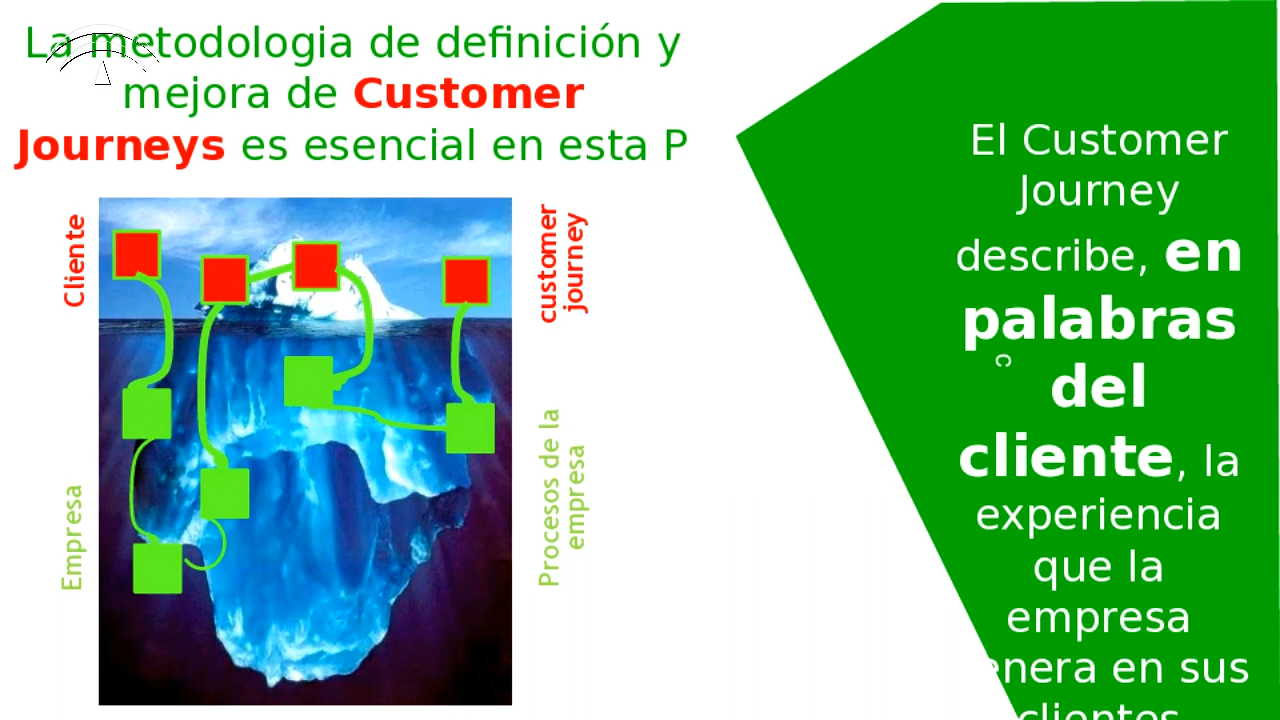 La metodologia de definición y
mejora de Customer
Journeys es esencial en esta P
Cliente
customer
journey
Empresa
Procesos de la
empresa
El Customer
Journey
describe, en
palabras
c
del
cliente, la
experiencia
que la
empresa
enera en sus
clientes